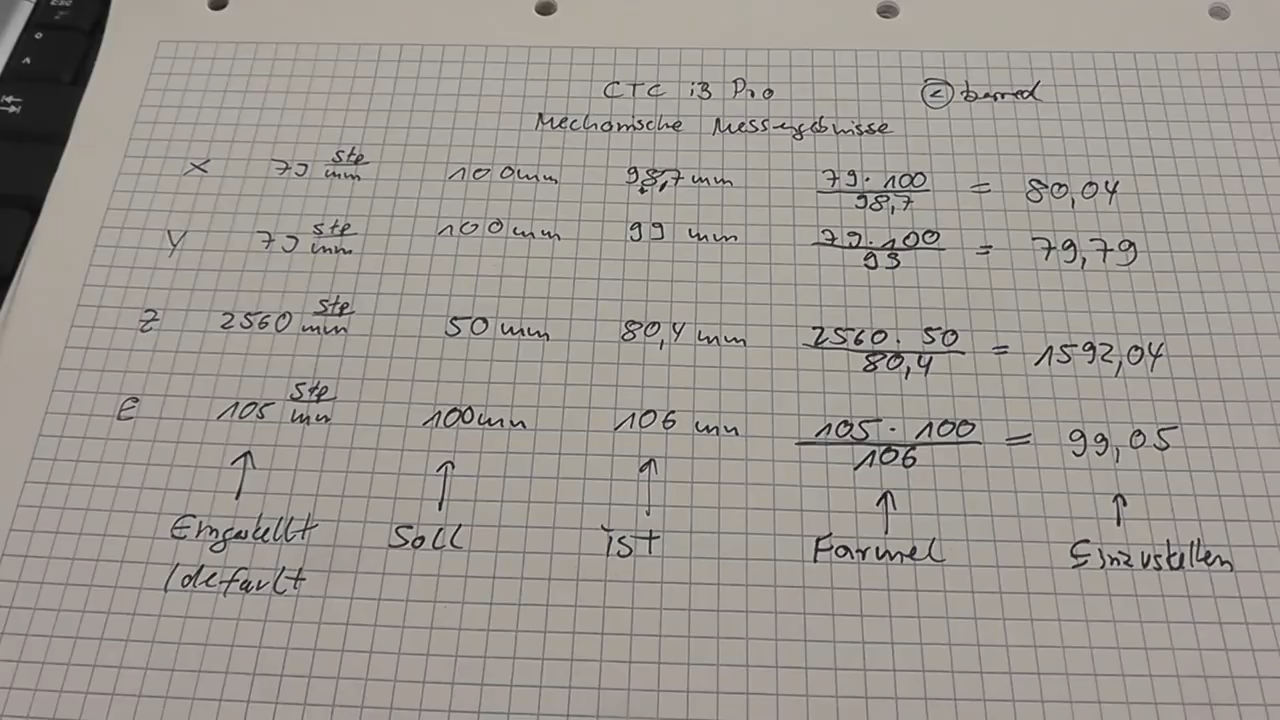 CTC i3 Pro © barred
Mechanische Messergebnisse
X 79 Stp/mm 100mm 98,7mm 79·100/98,7 = 80,04
Y 79 Stp/mm 100mm 99 mm 79·100/99 = 79,79
Z 2560 Stp/mm 50mm 80,4mm 2560·50/80,4 = 1592,04
E 105 Stp/mm 100mm 106 mm 105·100/106 = 99,05
↑ ↑ ↑ ↑ ↑
Eingestellt Soll ist Formel Einzustellen
/default